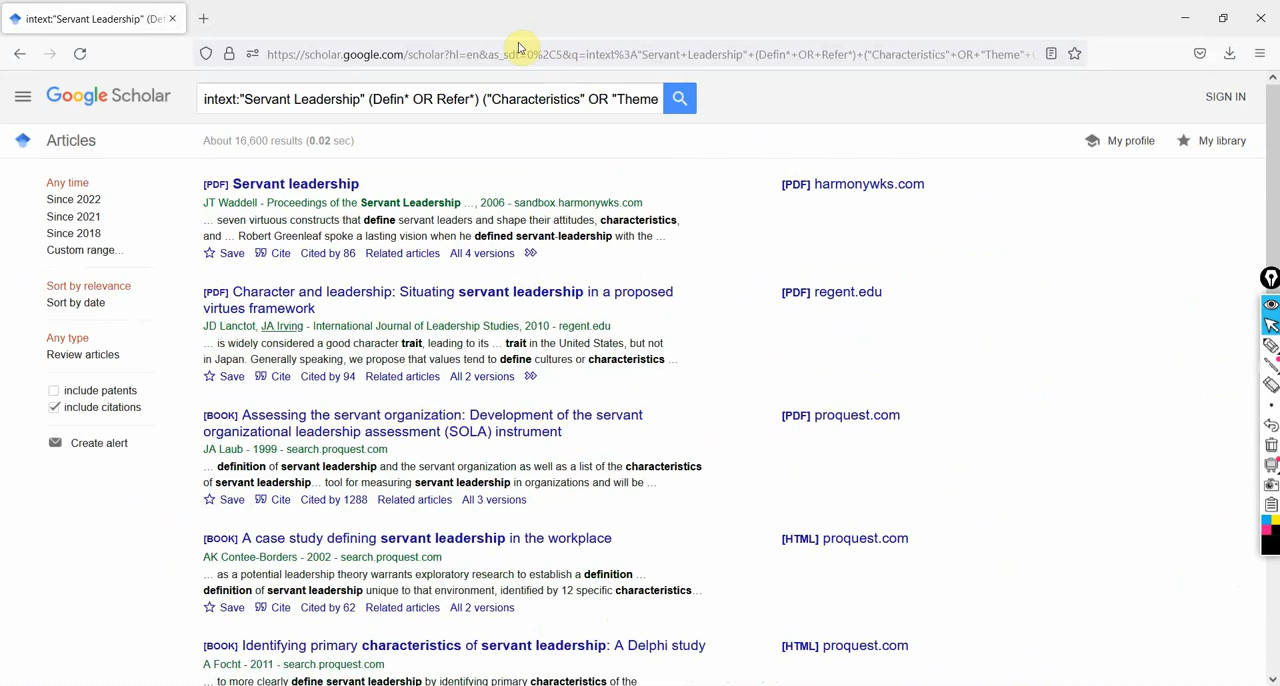 intext:"Servant Leadership" (De
https://scholar.google.com/scholar?hl=en&as_sdt=0%2C5&q=intext%3A"Servant+Leadership"+(Defin*+OR+Refer*)+("Characteristics"+OR+"Theme"+
Google Scholar
intext:"Servant Leadership" (Defin* OR Refer*) ("Characteristics" OR "Theme
SIGN IN
Articles
About 16,600 results (0.02 sec)
My profile
My library
Any time
Since 2022
Since 2021
Since 2018
Custom range...
Sort by relevance
Sort by date
Any type
Review articles
include patents
include citations
Create alert
[PDF] Servant leadership
[PDF] harmonywks.com
JT Waddell - Proceedings of the Servant Leadership …, 2006 - sandbox.harmonywks.com
… seven virtuous constructs that define servant leaders and shape their attitudes, characteristics,
and … Robert Greenleaf spoke a lasting vision when he defined servant-leadership with the …
Save Cite Cited by 86 Related articles All 4 versions
[PDF] Character and leadership: Situating servant leadership in a proposed
virtues framework
[PDF] regent.edu
JD Lanctot, JA Irving - International Journal of Leadership Studies, 2010 - regent.edu
… is widely considered a good character trait, leading to its … trait in the United States, but not
in Japan. Generally speaking, we propose that values tend to define cultures or characteristics …
Save Cite Cited by 94 Related articles All 2 versions
[BOOK] Assessing the servant organization: Development of the servant
organizational leadership assessment (SOLA) instrument
[PDF] proquest.com
JA Laub - 1999 - search.proquest.com
… definition of servant leadership and the servant organization as well as a list of the characteristics
of servant leadership… tool for measuring servant leadership in organizations and will be …
Save Cite Cited by 1288 Related articles All 3 versions
[BOOK] A case study defining servant leadership in the workplace
[HTML] proquest.com
AK Contee-Borders - 2002 - search.proquest.com
… as a potential leadership theory warrants exploratory research to establish a definition …
definition of servant leadership unique to that environment, identified by 12 specific characteristics…
Save Cite Cited by 62 Related articles All 2 versions
[BOOK] Identifying primary characteristics of servant leadership: A Delphi study
[HTML] proquest.com
A Focht - 2011 - search.proquest.com
… to more clearly define servant leadership by identifying primary characteristics of the